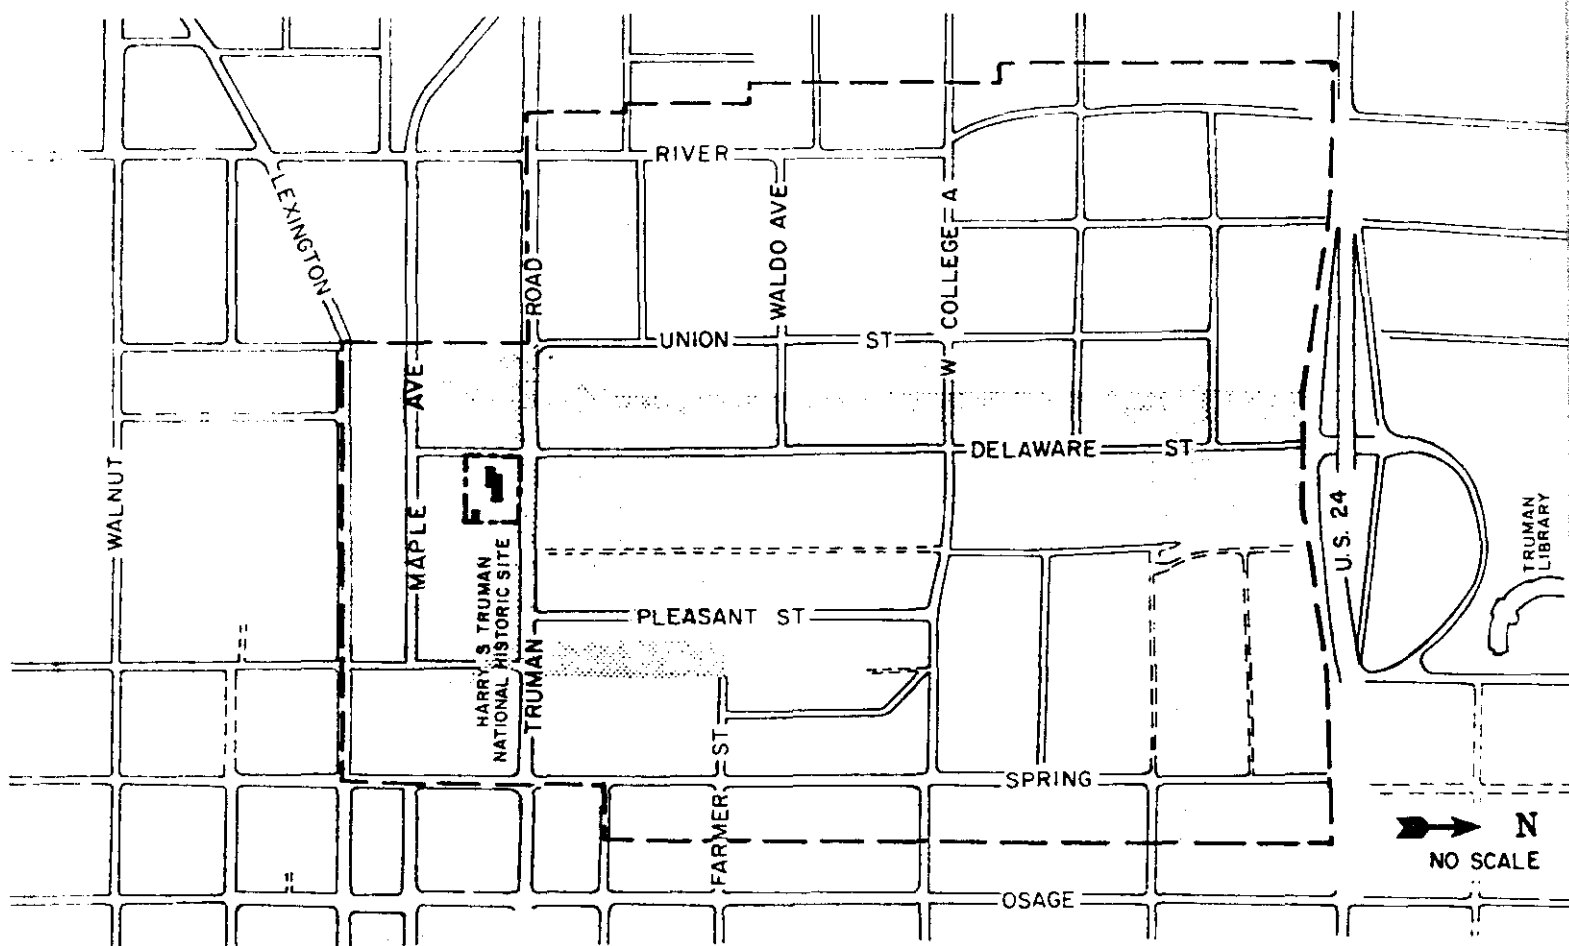 RIVER
LEXINGTON
ROAD
WALDO AVE
W COLLEGE A
UNION ST
MAPLE AVE
DELAWARE ST
WALNUT
HARRY S TRUMAN
NATIONAL HISTORIC SITE
TRUMAN
U.S. 24
TRUMAN
LIBRARY
PLEASANT ST
FARMER ST
SPRING
N
NO SCALE
OSAGE